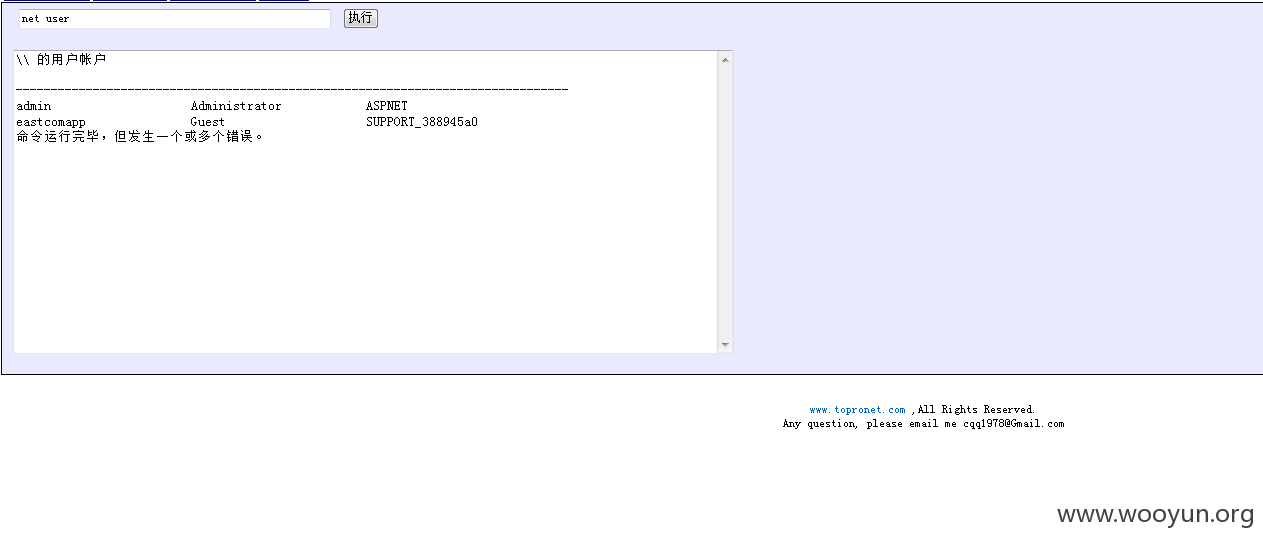 net user 执行
\\ 的用户帐户
-------------------------------------------------------------------------------
admin Administrator ASPNET
eastcomapp Guest SUPPORT_388945a0
命令运行完毕，但发生一个或多个错误。
www.topronet.com ,All Rights Reserved.
Any question, please email me cqq1978@Gmail.com
www.wooyun.org